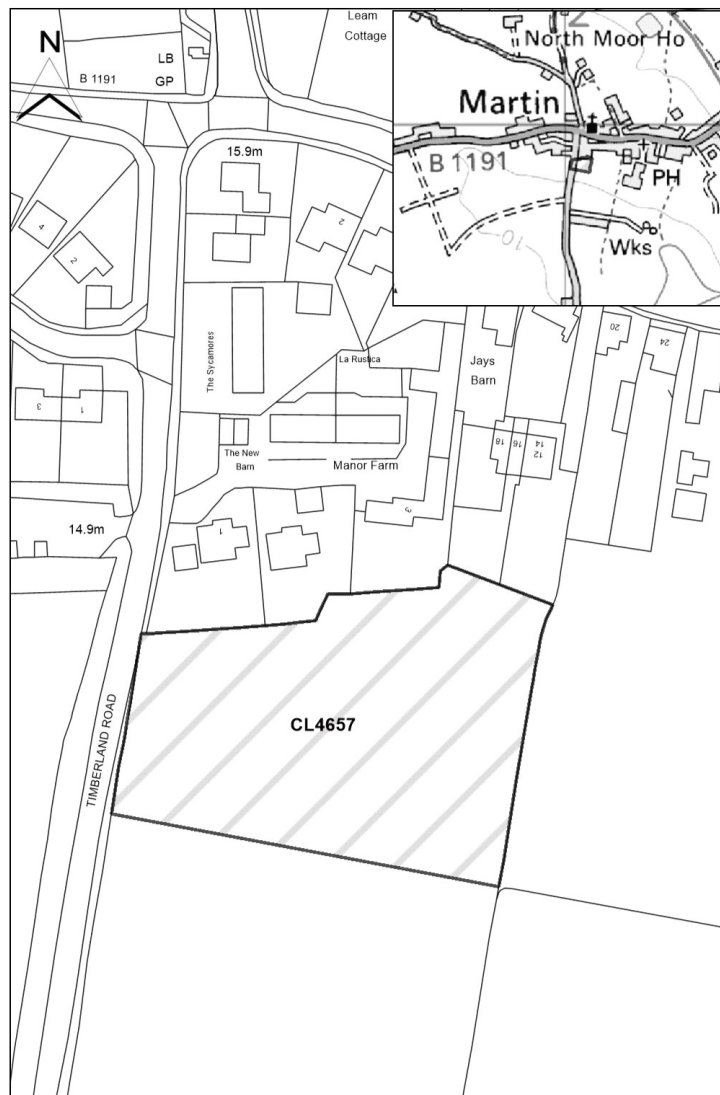 N
Leam
Cottage
LB
B 1191
GP
15.9m
4
2
2
North Moor Ho
Martin
B 1191
PH
10
Wks
The Sycamores
La Rustica
Jays
Barn
20
24
3
1
The New
Barn
Manor Farm
18
16
14
12
14.9m
1
3
TIMBERLAND ROAD
CL4657